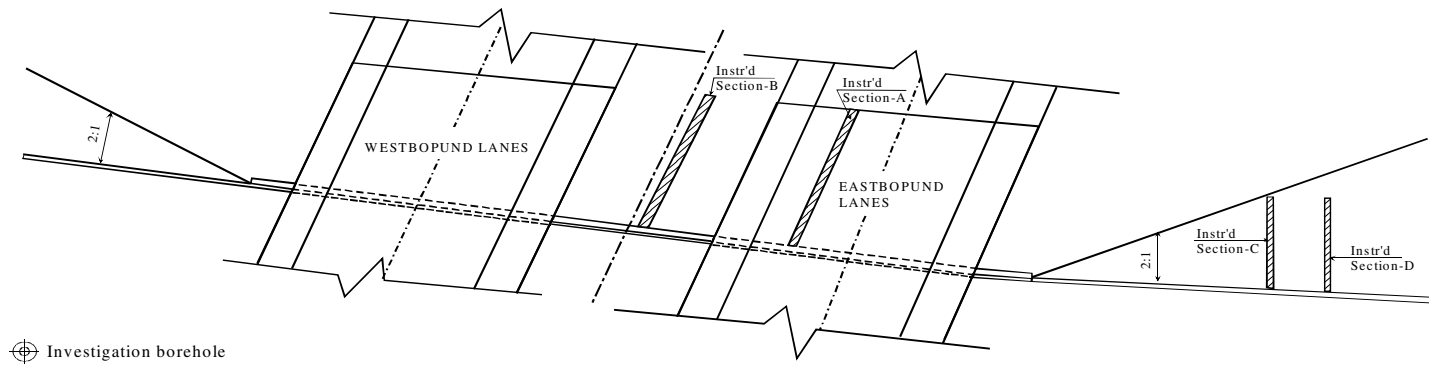 Instr'd
Section-B
Instr'd
Section-A
2:1
WESTBOPUND LANES
EASTBOPUND
LANES
Instr'd
Section-C
2:1
Instr'd
Section-D
Investigation borehole